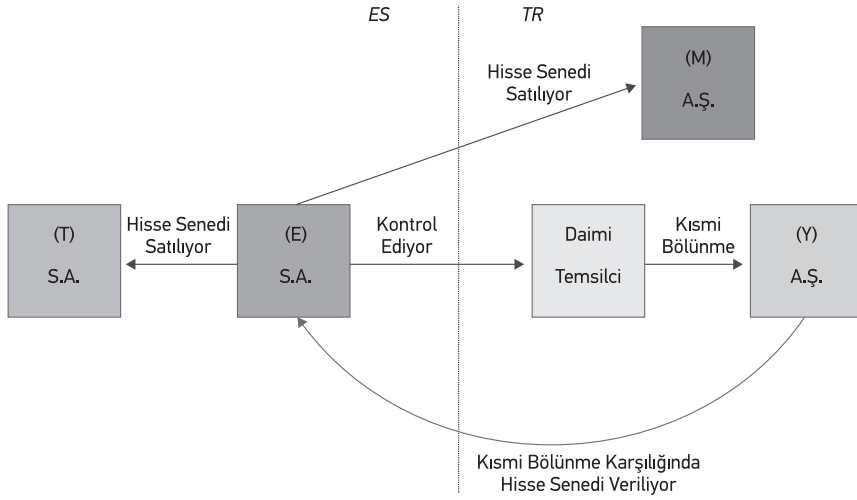 ES
TR
(M)
A.Ş.
Hisse Senedi
Satılıyor
(T)
S.A.
Hisse Senedi
Satılıyor
(E)
S.A.
Kontrol
Ediyor
Daimi
Temsilci
Kısmi
Bölünme
(Y)
A.Ş.
Kısmi Bölünme Karşılığında
Hisse Senedi Veriliyor